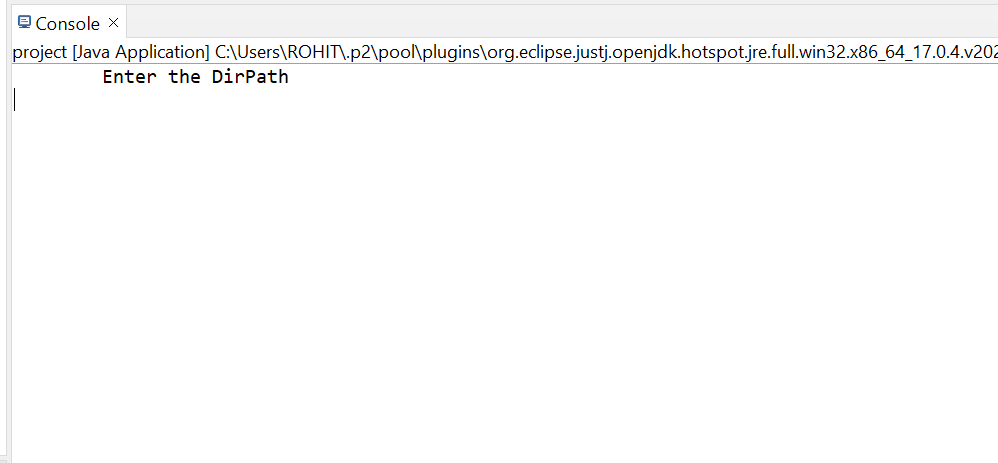 Console
project [Java Application] C:\Users\ROHIT\.p2\pool\plugins\org.eclipse.justj.openjdk.hotspot.jre.full.win32.x86_64_17.0.4.v202
Enter the DirPath